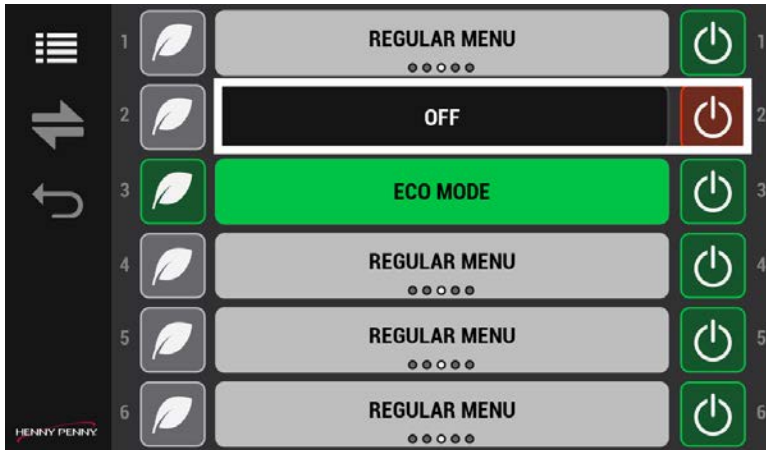 1 REGULAR MENU 1
2 OFF 2
3 ECO MODE 3
4 REGULAR MENU 4
5 REGULAR MENU 5
6 REGULAR MENU 6
HENNY PENNY